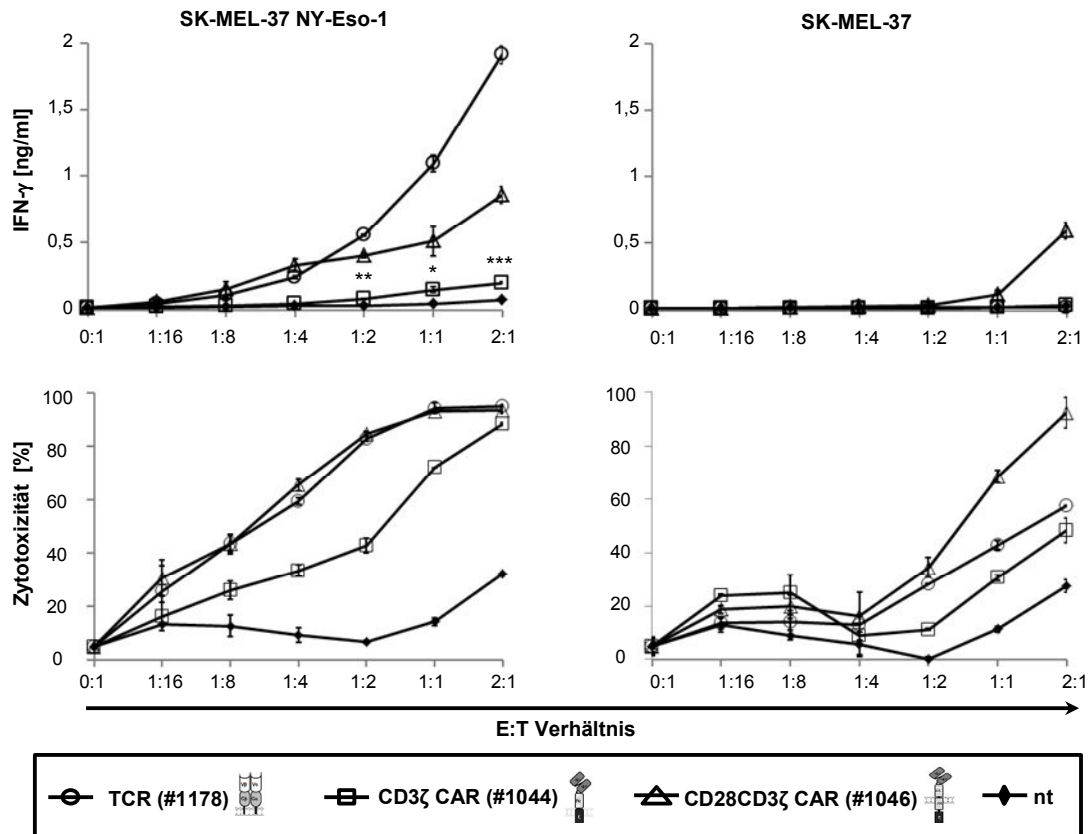 SK-MEL-37 NY-Eso-1
SK-MEL-37
IFN-γ [ng/ml]
2
1,5
1
0,5
0
** * ***
0:1 1:16 1:8 1:4 1:2 1:1 2:1
2
1,5
1
0,5
0
0:1 1:16 1:8 1:4 1:2 1:1 2:1
Zytotoxizität [%]
100
80
60
40
20
0
0:1 1:16 1:8 1:4 1:2 1:1 2:1
100
80
60
40
20
0
0:1 1:16 1:8 1:4 1:2 1:1 2:1
E:T Verhältnis
TCR (#1178) CD3ζ CAR (#1044) CD28CD3ζ CAR (#1046) nt